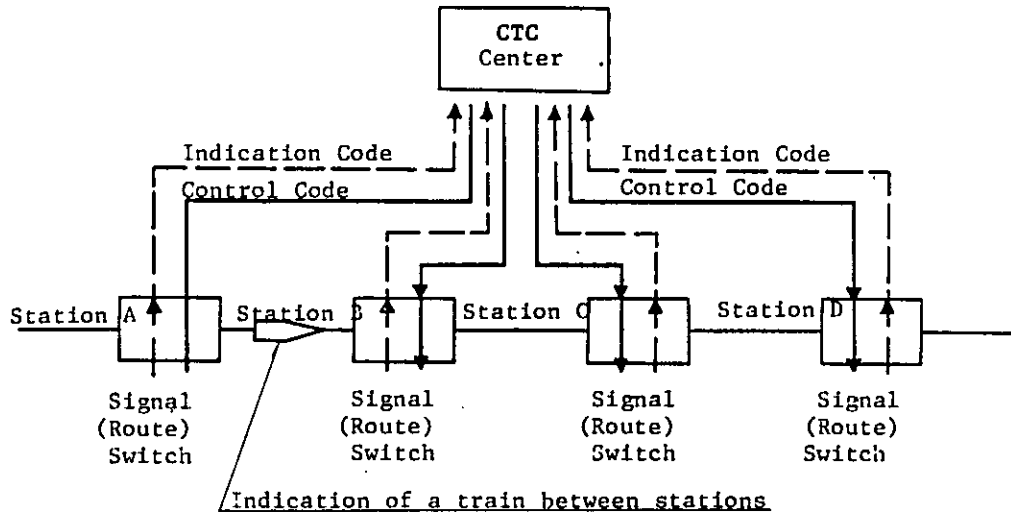 CTC
Center
Indication Code
Control Code
Indication Code
Control Code
Station A
Station B
Station C
Station D
Signal
(Route)
Switch
Signal
(Route)
Switch
Signal
(Route)
Switch
Signal
(Route)
Switch
Indication of a train between stations